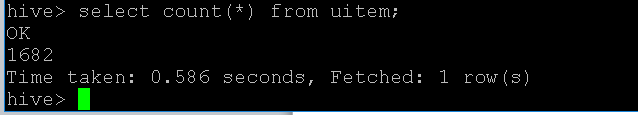 hive> select count(*) from uitem;
OK
1682
Time taken: 0.586 seconds, Fetched: 1 row(s)
hive>